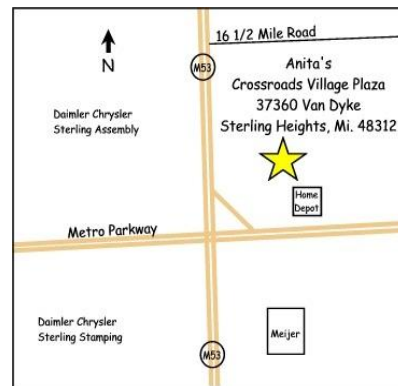 16 1/2 Mile Road
N
M53
Anita's
Crossroads Village Plaza
37360 Van Dyke
Sterling Heights, Mi. 48312
Daimler Chrysler
Sterling Assembly
Home
Depot
Metro Parkway
Daimler Chrysler
Sterling Stamping
Meijer
M53